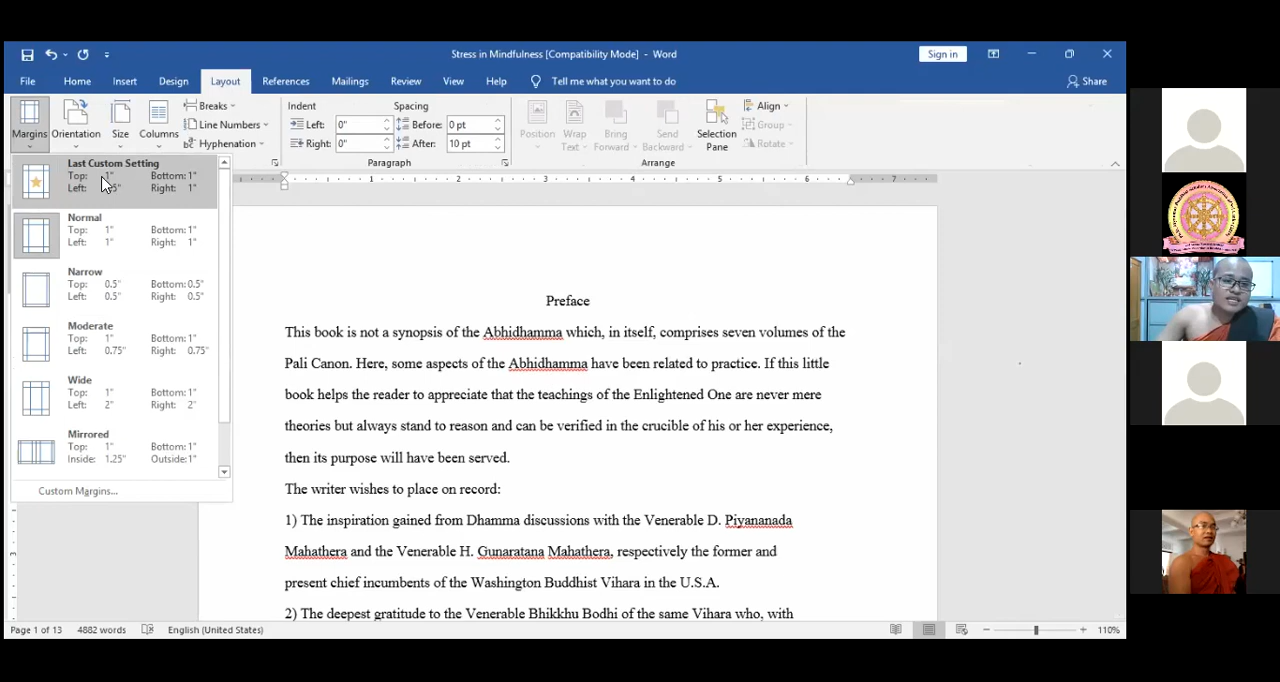 Stress in Mindfulness [Compatibility Mode] - Word
Sign in
File Home Insert Design Layout References Mailings Review View Help Tell me what you want to do Share
Margins Orientation Size Columns
Breaks
Line Numbers
Hyphenation
Indent Spacing
Left: 0" Before: 0 pt
Right: 0" After: 10 pt
Paragraph
Position Wrap Text Bring Forward Send Backward Selection Pane
Align
Group
Rotate
Arrange
Last Custom Setting
Top: 1" Bottom: 1"
Left: Right: 1"
Normal
Top: 1" Bottom: 1"
Left: 1" Right: 1"
Narrow
Top: 0.5" Bottom: 0.5"
Left: 0.5" Right: 0.5"
Moderate
Top: 1" Bottom: 1"
Left: 0.75" Right: 0.75"
Wide
Top: 1" Bottom: 1"
Left: 2" Right: 2"
Mirrored
Top: 1" Bottom: 1"
Inside: 1.25" Outside: 1"
Custom Margins...
1 2 3 4 5 6 7
Preface
This book is not a synopsis of the Abhidhamma which, in itself, comprises seven volumes of the
Pali Canon. Here, some aspects of the Abhidhamma have been related to practice. If this little
book helps the reader to appreciate that the teachings of the Enlightened One are never mere
theories but always stand to reason and can be verified in the crucible of his or her experience,
then its purpose will have been served.
The writer wishes to place on record:
1) The inspiration gained from Dhamma discussions with the Venerable D. Piyananada
Mahathera and the Venerable H. Gunaratana Mahathera, respectively the former and
present chief incumbents of the Washington Buddhist Vihara in the U.S.A.
2) The deepest gratitude to the Venerable Bhikkhu Bodhi of the same Vihara who, with
Page 1 of 13 4882 words English (United States) 110%